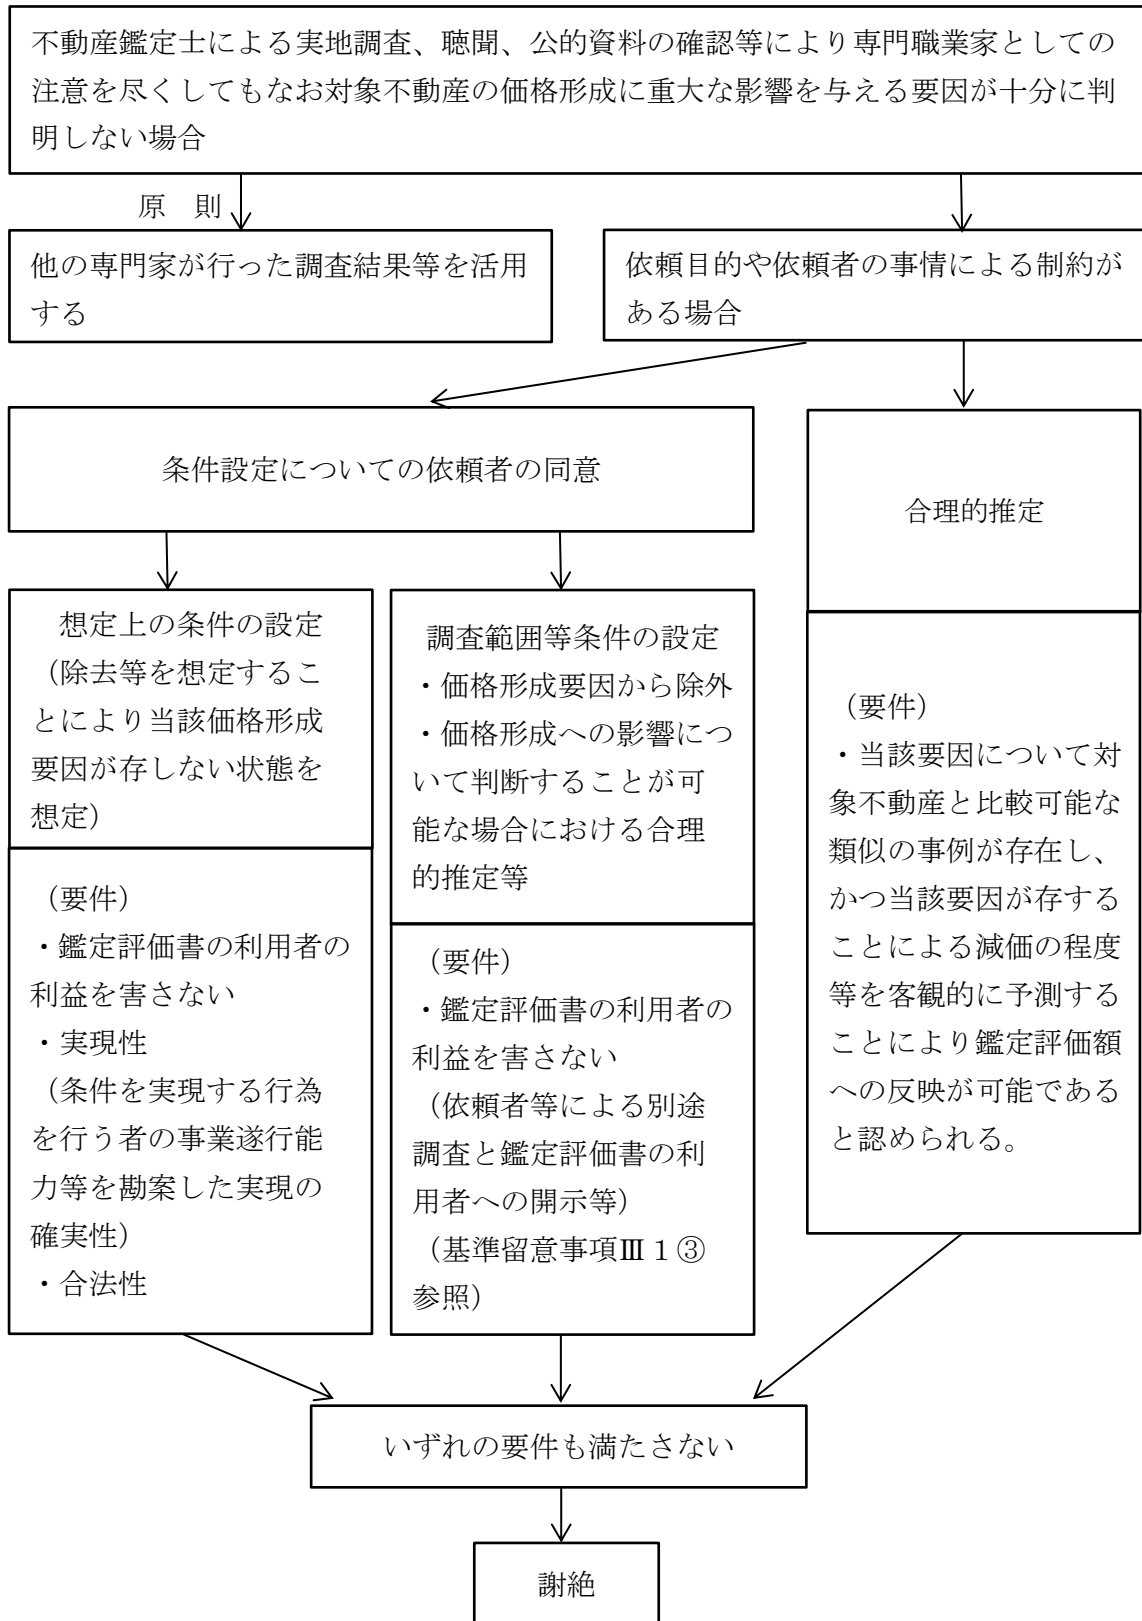 不動産鑑定士による実地調査、聴聞、公的資料の確認等により専門職業家としての
注意を尽くしてもなお対象不動産の価格形成に重大な影響を与える要因が十分に判
明しない場合
原 則
他の専門家が行った調査結果等を活用
する
依頼目的や依頼者の事情による制約が
ある場合
条件設定についての依頼者の同意
想定上の条件の設定
(除去等を想定するこ
とにより当該価格形成
要因が存しない状態を
想定)
(要件)
・鑑定評価書の利用者の
利益を害さない
・実現性
(条件を実現する行為
を行う者の事業遂行能
力等を勘案した実現の
確実性)
・合法性
調査範囲等条件の設定
・価格形成要因から除外
・価格形成への影響につ
いて判断することが可
能な場合における合理
的推定等
(要件)
・鑑定評価書の利用者の
利益を害さない
(依頼者等による別途
調査と鑑定評価書の利
用者への開示等)
(基準留意事項Ⅲ1③
参照)
合理的推定
(要件)
・当該要因について対
象不動産と比較可能な
類似の事例が存在し、
かつ当該要因が存する
ことによる減価の程度
等を客観的に予測する
ことにより鑑定評価額
への反映が可能である
と認められる。
いずれの要件も満たさない
謝絶